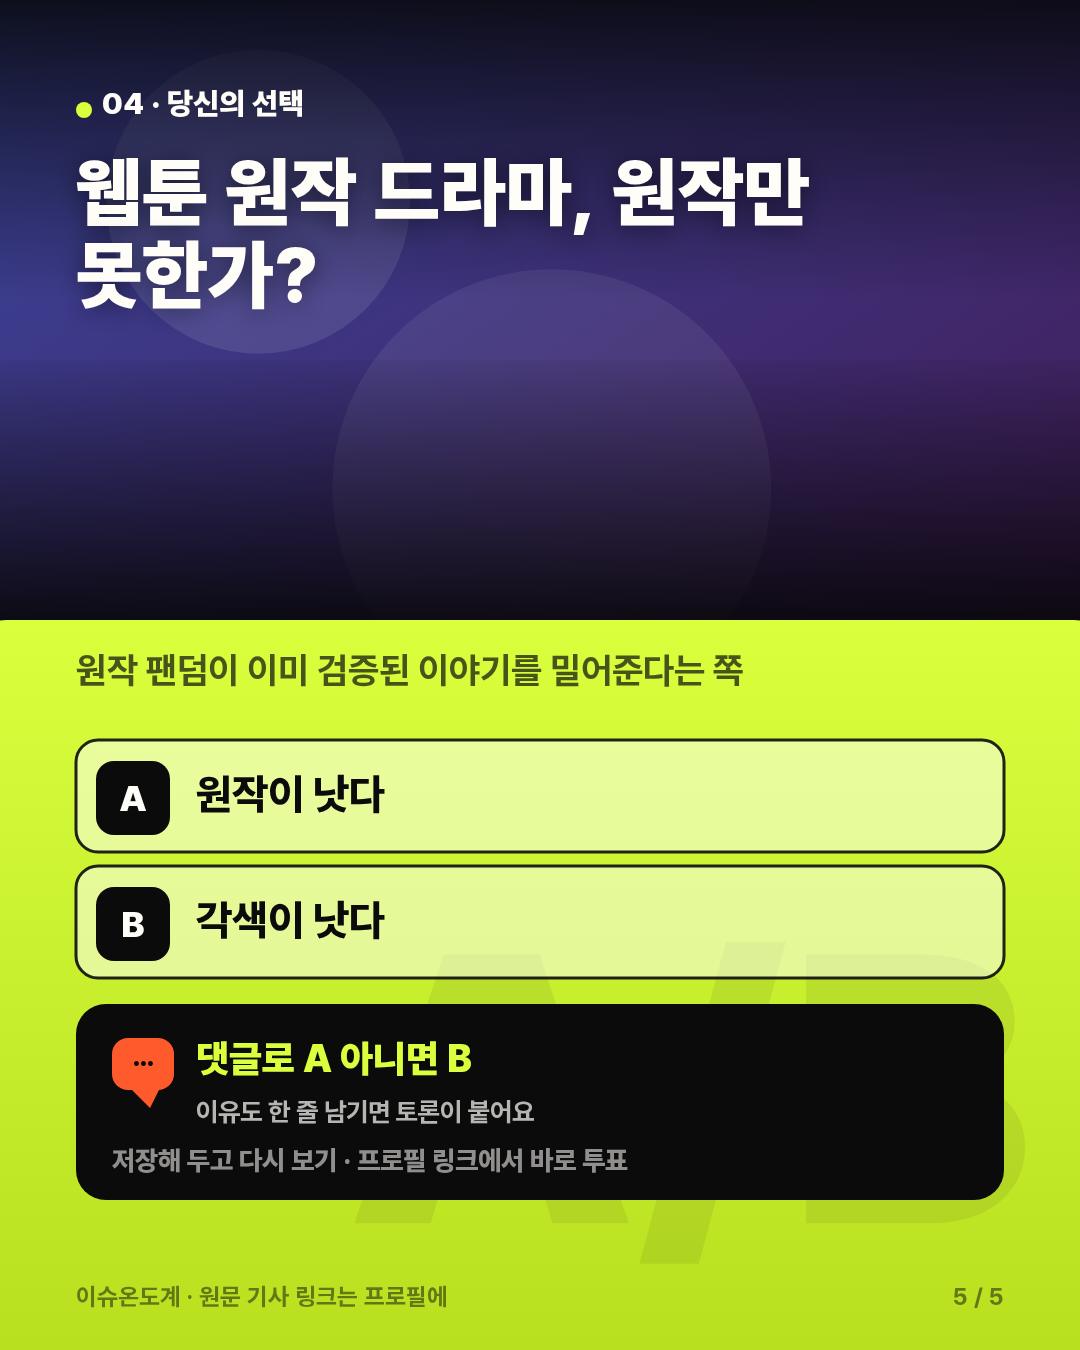 04 · 당신의 선택
웹툰 원작 드라마, 원작만
못한가?
원작 팬덤이 이미 검증된 이야기를 밀어준다는 쪽
A 원작이 낫다
B 각색이 낫다
댓글로 A 아니면 B
이유도 한 줄 남기면 토론이 붙어요
저장해 두고 다시 보기 · 프로필 링크에서 바로 투표
A/B
이슈온도계 · 원문 기사 링크는 프로필에
5 / 5